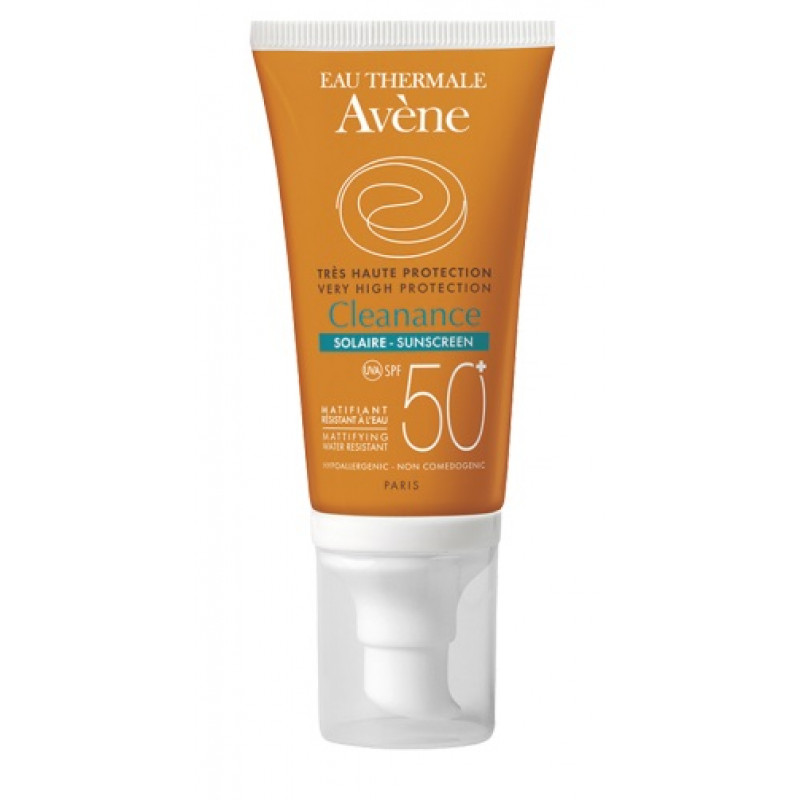 EAU THERMALE
Avène
TRÈS HAUTE PROTECTION
VERY HIGH PROTECTION
Cleanance
SOLAIRE - SUNSCREEN
UVA SPF 50+
MATIFIANT
RÉSISTANT À L'EAU
MATTIFYING
WATER RESISTANT
HYPOALLERGENIC - NON COMEDOGENIC
PARIS